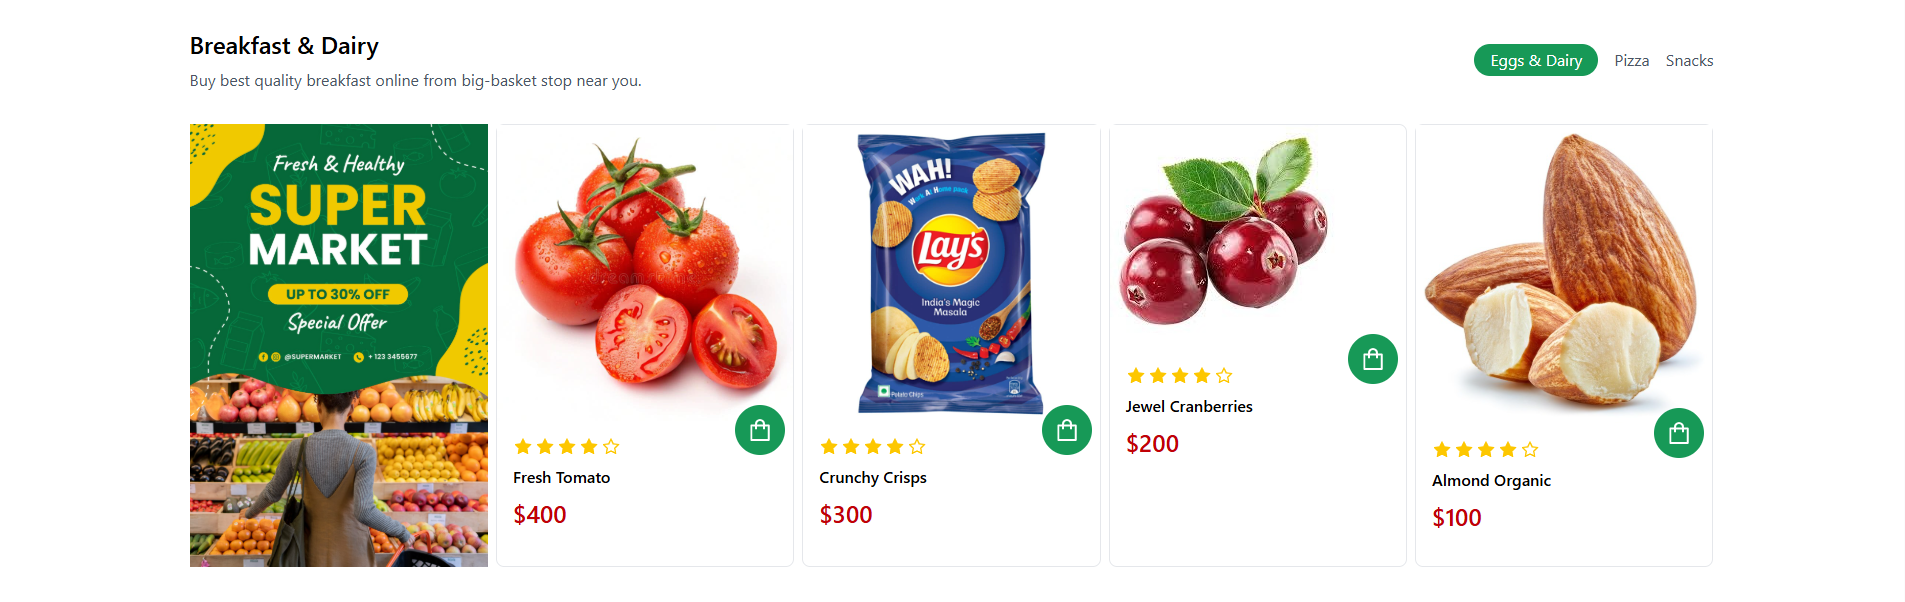 Breakfast & Dairy
Buy best quality breakfast online from big-basket stop near you.
Eggs & Dairy
Pizza
Snacks
Fresh & Healthy
SUPER
MARKET
UP TO 30% OFF
Special Offer
@SUPERMARKET
+ 123 3455677
Fresh Tomato
$400
WAH!
Lay's
India's Magic
Masala
Potato Chips
Crunchy Crisps
$300
Jewel Cranberries
$200
Almond Organic
$100